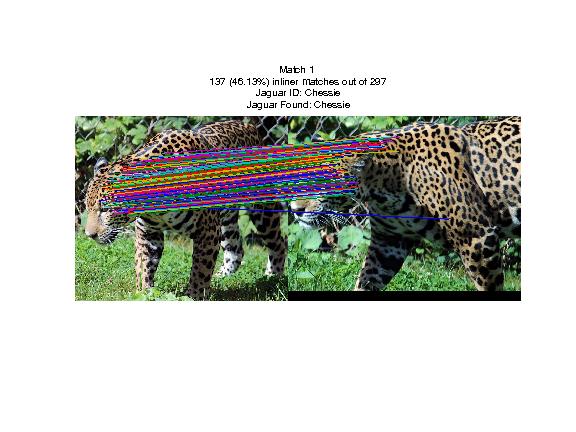 Match 1
137 (46.13%) inliner matches out of 297
Jaguar ID: Chessie
Jaguar Found: Chessie